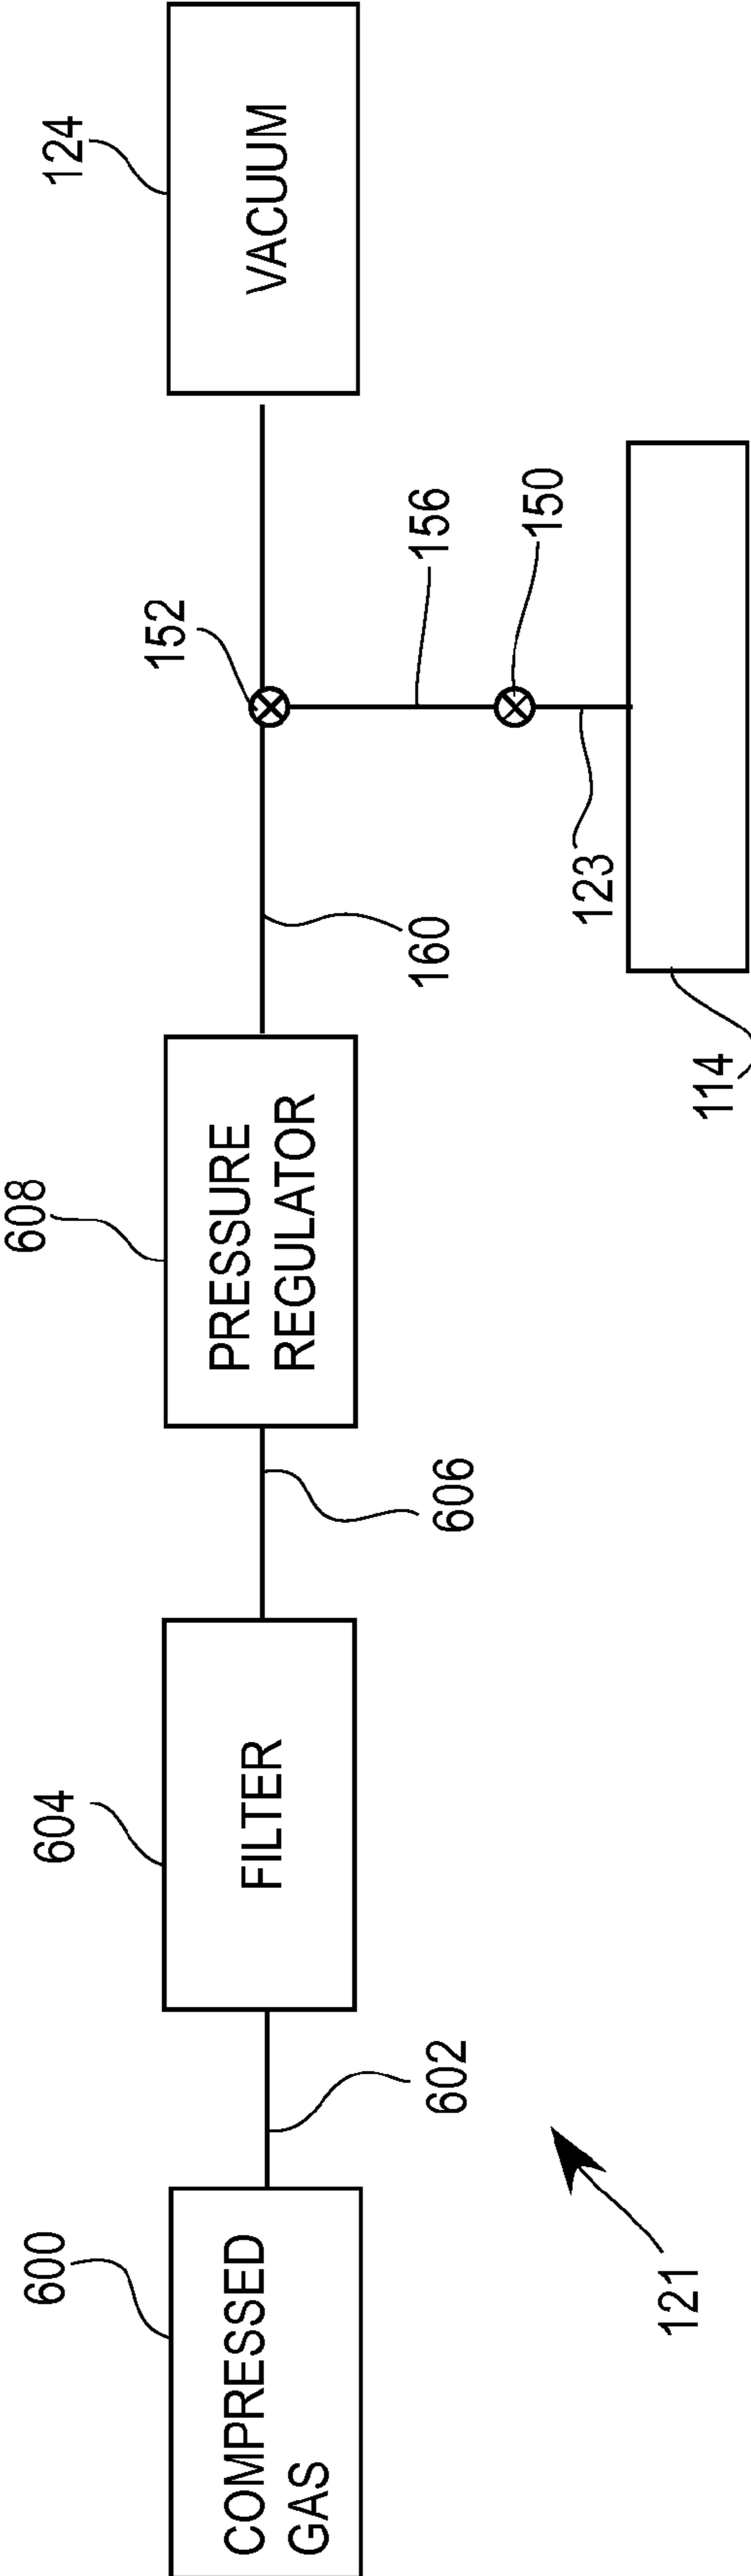 600
604
608
152
124
COMPRESSED
GAS
FILTER
PRESSURE
REGULATOR
VACUUM
602
606
160
156
150
123
121
114